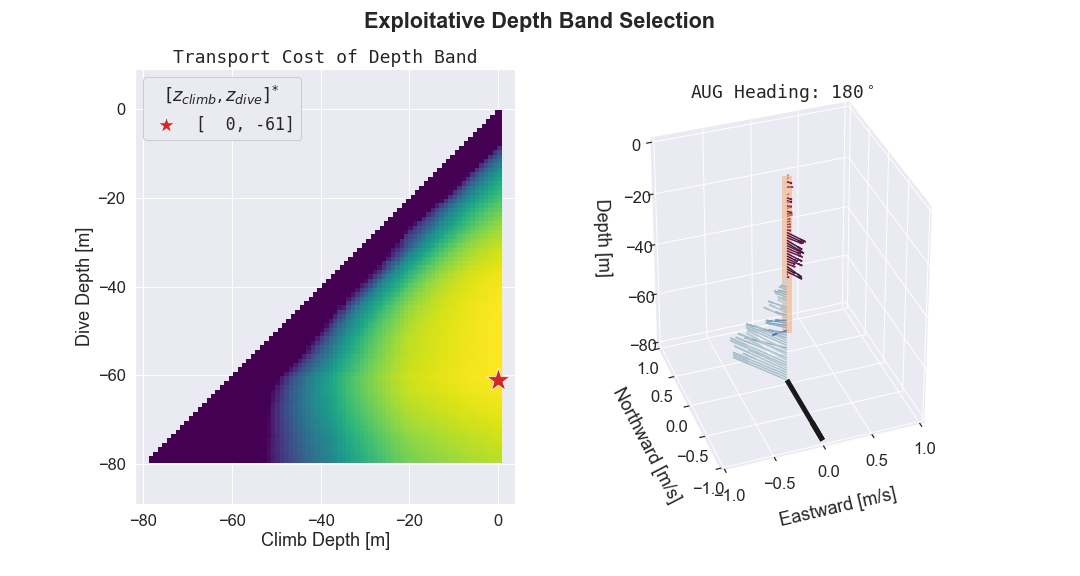 Exploitative Depth Band Selection
Transport Cost of Depth Band
[z_climb, z_dive]*
[  0, -61]
0
−20
−40
−60
−80
Dive Depth [m]
−80
−60
−40
−20
0
Climb Depth [m]
AUG Heading: 180°
0
−20
−40
−60
−80
Depth [m]
1.0
0.5
0.0
−0.5
−1.0
Northward [m/s]
−1.0
−0.5
0.0
0.5
1.0
Eastward [m/s]